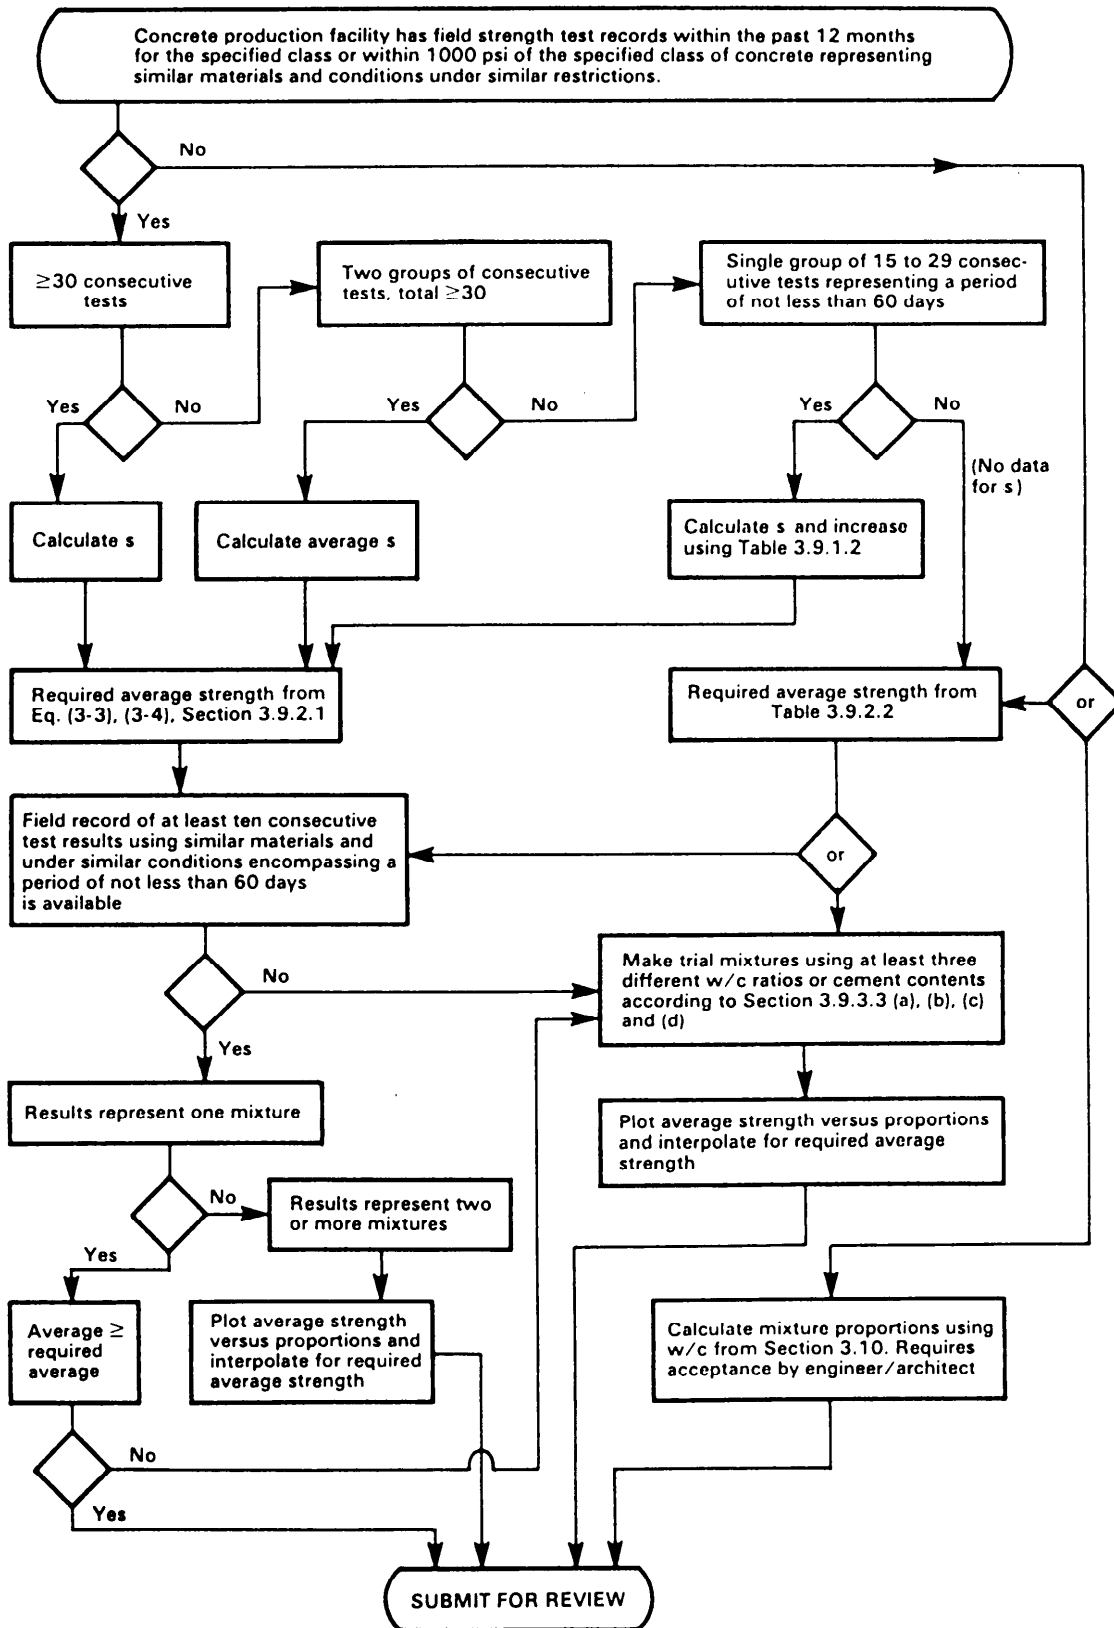 Concrete production facility has field strength test records within the past 12 months
for the specified class or within 1000 psi of the specified class of concrete representing
similar materials and conditions under similar restrictions.
No
Yes
≥30 consecutive
tests
Two groups of consecutive
tests, total ≥30
Single group of 15 to 29 consec-
utive tests representing a period
of not less than 60 days
Yes
No
Yes
No
Yes
No
(No data
for s)
Calculate s
Calculate average s
Calculate s and increase
using Table 3.9.1.2
Required average strength from
Eq. (3-3), (3-4), Section 3.9.2.1
Required average strength from
Table 3.9.2.2
or
Field record of at least ten consecutive
test results using similar materials and
under similar conditions encompassing a
period of not less than 60 days
is available
or
No
Make trial mixtures using at least three
different w/c ratios or cement contents
according to Section 3.9.3.3 (a), (b), (c)
and (d)
Yes
Results represent one mixture
Plot average strength versus proportions
and interpolate for required average
strength
No
Results represent two
or more mixtures
Yes
Average ≥
required
average
Plot average strength
versus proportions and
interpolate for required
average strength
Calculate mixture proportions using
w/c from Section 3.10. Requires
acceptance by engineer/architect
No
Yes
SUBMIT FOR REVIEW